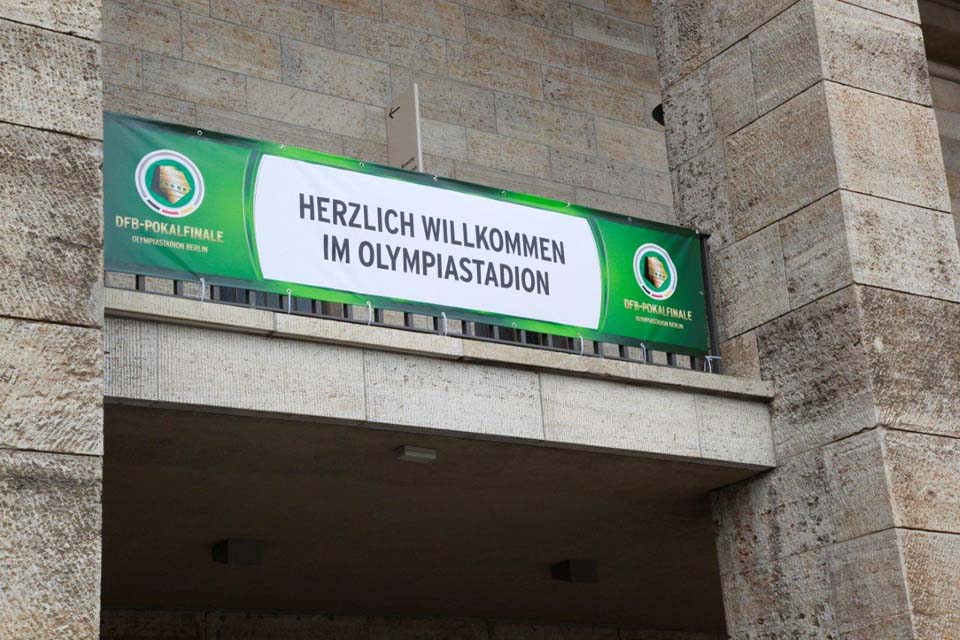 HERZLICH WILLKOMMEN
IM OLYMPIASTADION
DFB-POKALFINALE
OLYMPIASTADION BERLIN
DFB-POKALFINALE
OLYMPIASTADION BERLIN